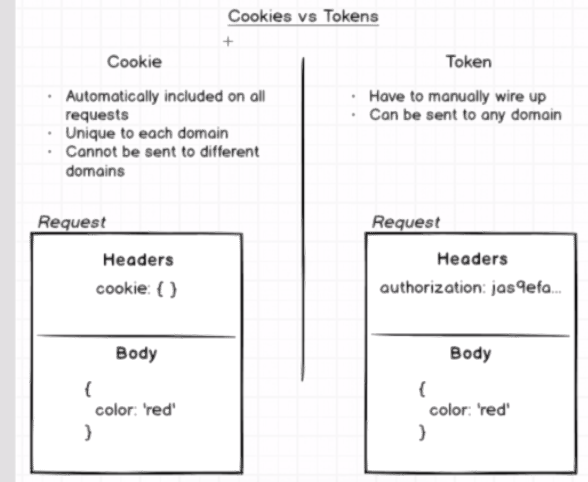 Cookies vs Tokens
Cookie
· Automatically included on all
requests
· Unique to each domain
· Cannot be sent to different
domains
Token
· Have to manually wire up
· Can be sent to any domain
Request
Headers
cookie: { }
Body
{
color: 'red'
}
Request
Headers
authorization: jas9efa...
Body
{
color: 'red'
}